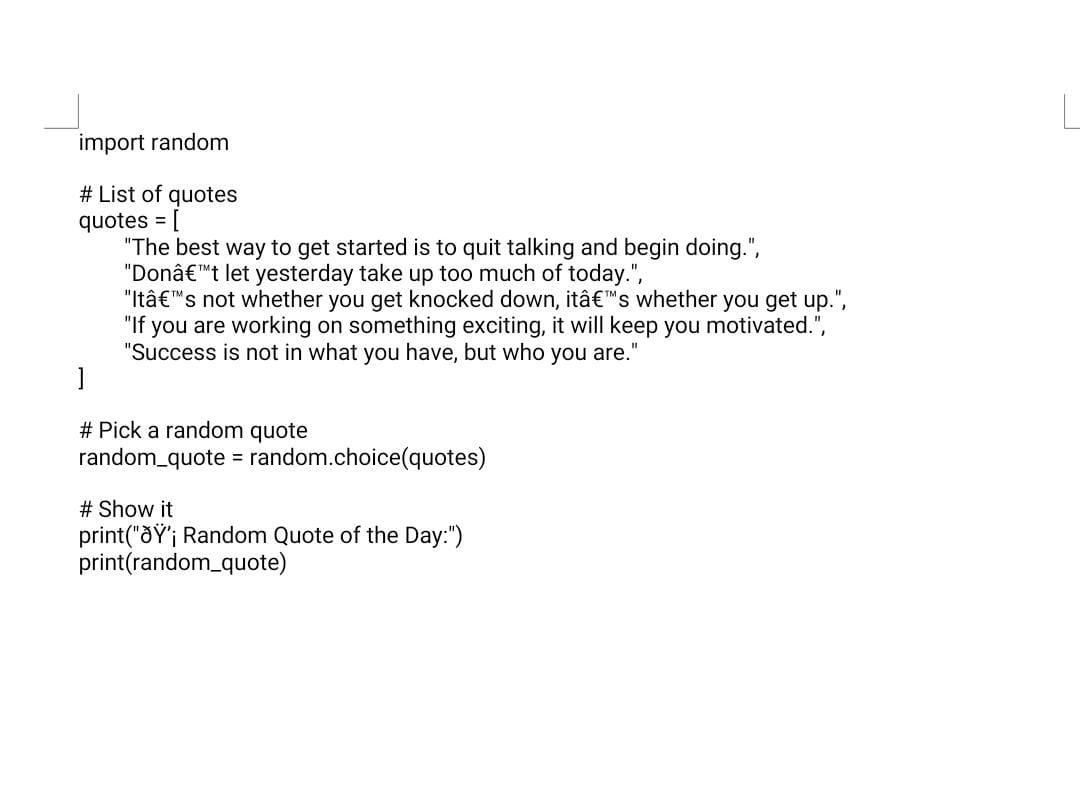 import random
# List of quotes
quotes = [
"The best way to get started is to quit talking and begin doing.",
"Donâ€™t let yesterday take up too much of today.",
"Itâ€™s not whether you get knocked down, itâ€™s whether you get up.",
"If you are working on something exciting, it will keep you motivated.",
"Success is not in what you have, but who you are."
]
# Pick a random quote
random_quote = random.choice(quotes)
# Show it
print("ðŸ’¡ Random Quote of the Day:")
print(random_quote)